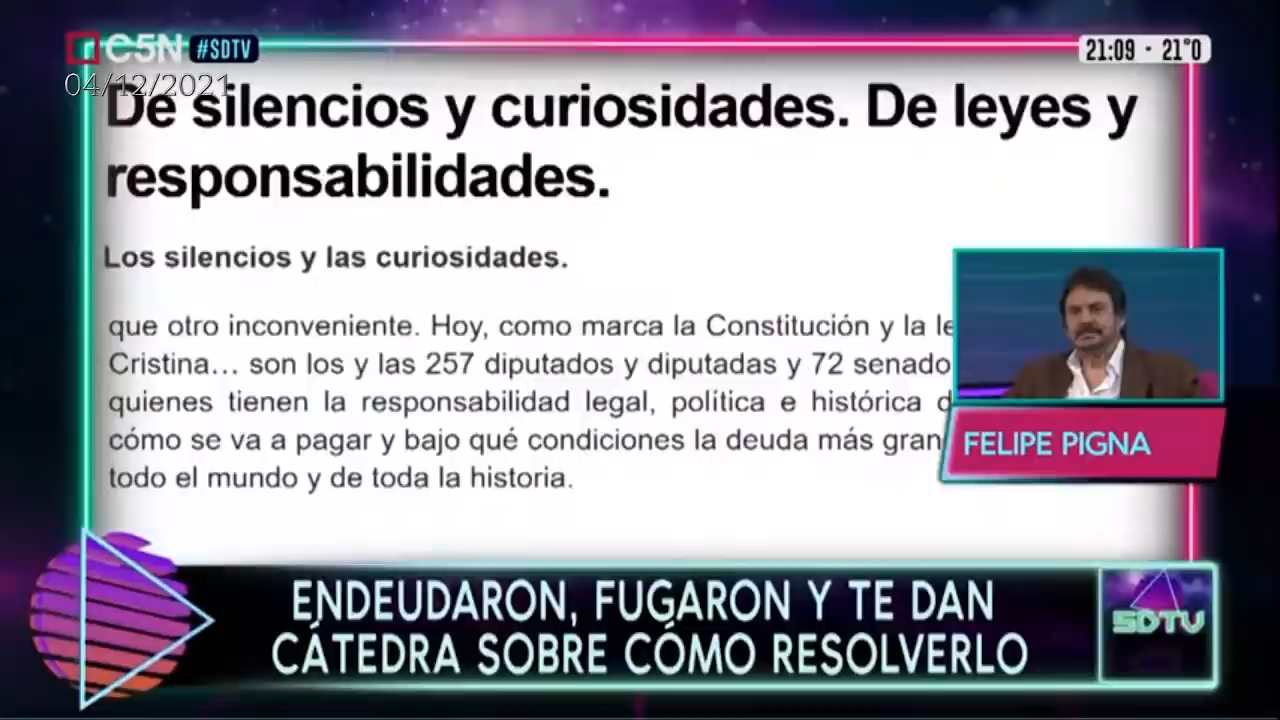 C5N #SDTV
21:09 · 21°0
04/12/2021
De silencios y curiosidades. De leyes y
responsabilidades.
Los silencios y las curiosidades.
que otro inconveniente. Hoy, como marca la Constitución y la
Cristina... son los y las 257 diputados y diputadas y 72
quienes tienen la responsabilidad legal, política e histórica
cómo se va a pagar y bajo qué condiciones la deuda más
todo el mundo y de toda la historia.
FELIPE PIGNA
ENDEUDARON, FUGARON Y TE DAN
CÁTEDRA SOBRE CÓMO RESOLVERLO
SDTV